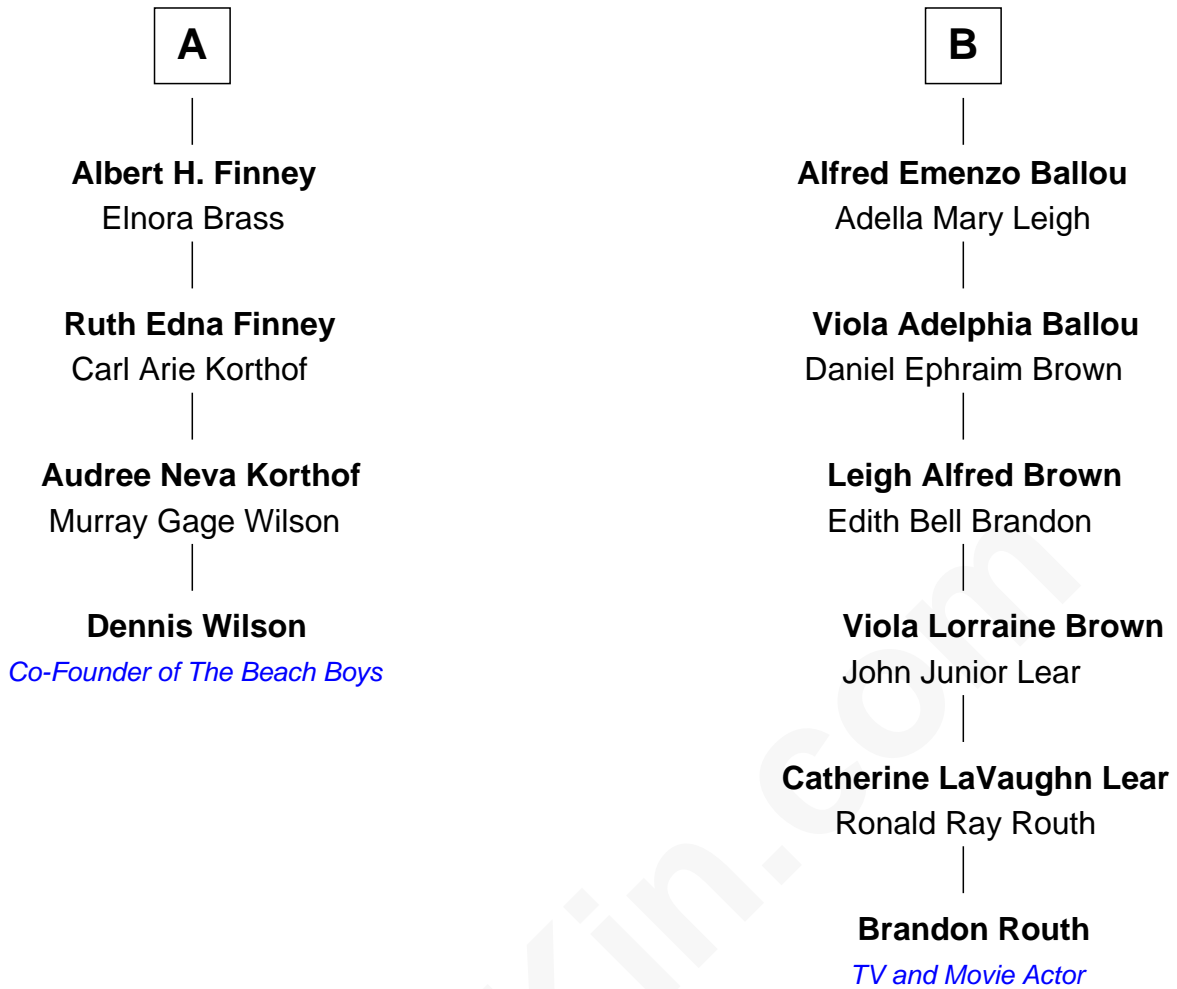 A
Albert H. Finney
Elnora Brass
Ruth Edna Finney
Carl Arie Korthof
Audree Neva Korthof
Murray Gage Wilson
Dennis Wilson
Co-Founder of The Beach Boys
B
Alfred Emenzo Ballou
Adella Mary Leigh
Viola Adelphia Ballou
Daniel Ephraim Brown
Leigh Alfred Brown
Edith Bell Brandon
Viola Lorraine Brown
John Junior Lear
Catherine LaVaughn Lear
Ronald Ray Routh
Brandon Routh
TV and Movie Actor
Kin.com